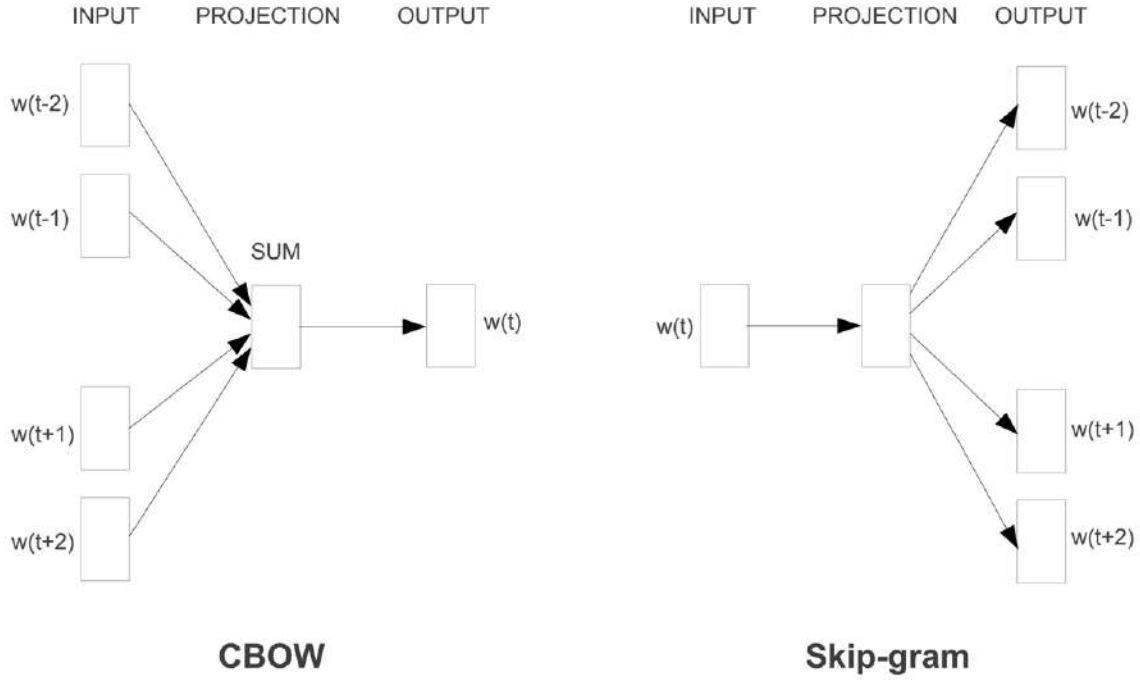 INPUT PROJECTION OUTPUT
w(t-2)
w(t-1)
SUM
w(t)
w(t+1)
w(t+2)
CBOW
INPUT PROJECTION OUTPUT
w(t-2)
w(t-1)
w(t)
w(t+1)
w(t+2)
Skip-gram